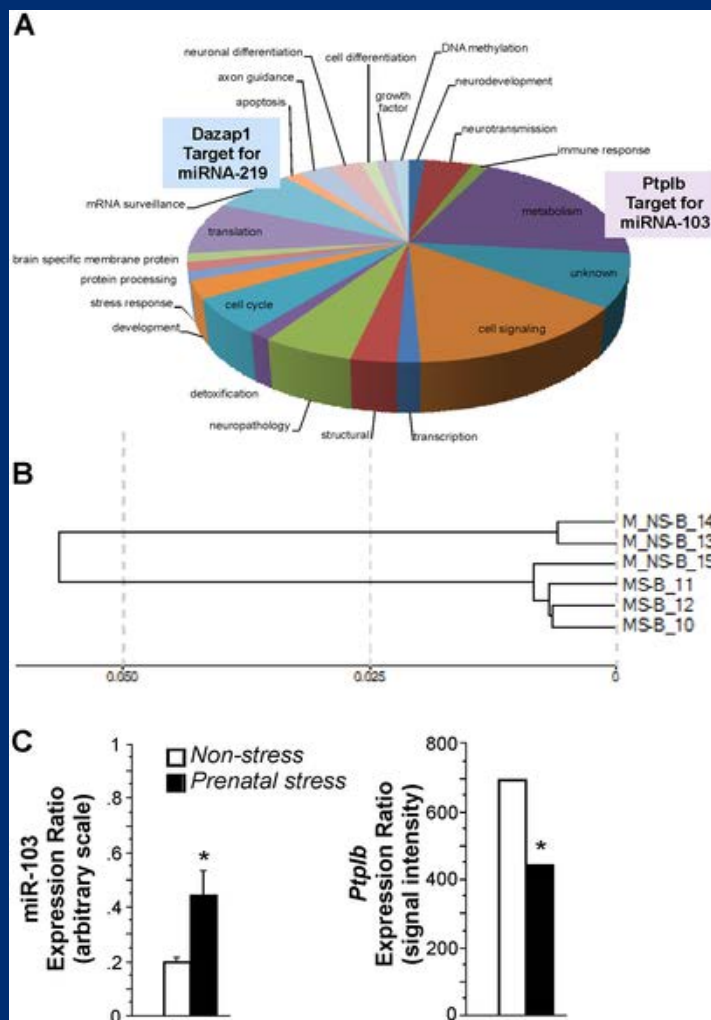 A
neuronal differentiation
cell differentiation
DNA methylation
axon guidance
growth
factor
neurodevelopment
apoptosis
neurotransmission
Dazap1
Target for
miRNA-219
immune response
Ptplb
Target for
miRNA-103
mRNA surveillance
metabolism
translation
brain specific membrane protein
unknown
protein processing
stress response
cell cycle
cell signaling
development
detoxification
neuropathology
structural
transcription
B
M_NS-B_14
M_NS-B_13
M_NS-B_15
MS-B_11
MS-B_12
MS-B_10
0.050
0.025
0
C
miR-103
Expression Ratio
(arbitrary scale)
1
.8
.6
.4
.2
0
*
Non-stress
Prenatal stress
Ptplb
Expression Ratio
(signal intensity)
800
600
400
200
0
*